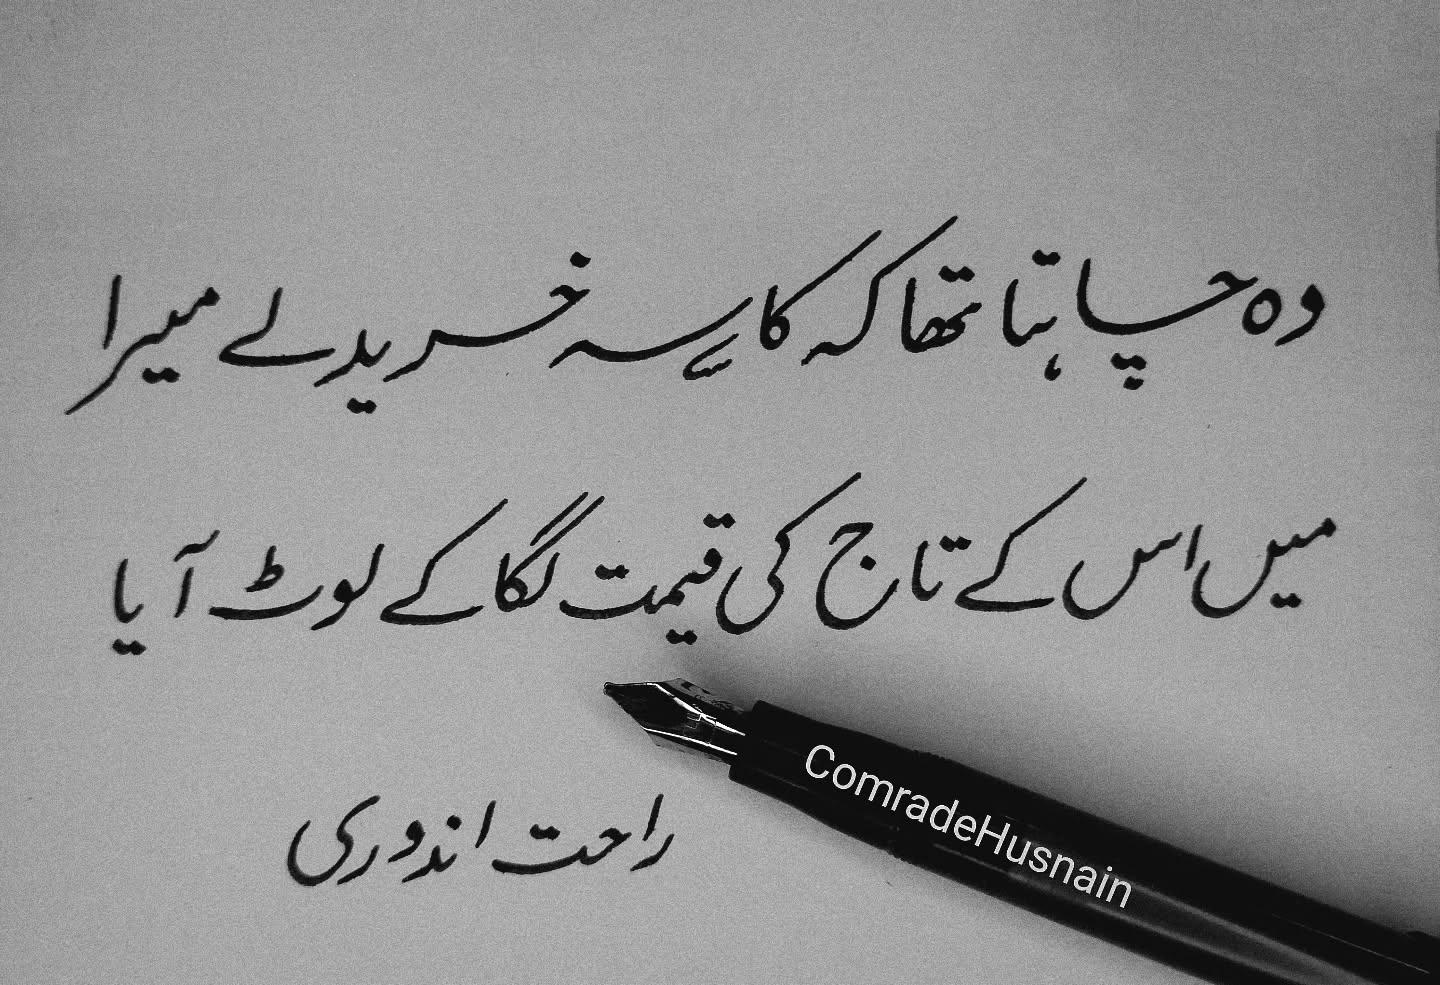 وہ چاہتا تھا کہ کاسہ خرید لے میرا
میں اس کے تاج کی قیمت لگا کے لوٹ آیا
راحت اندوری
ComradeHusnain